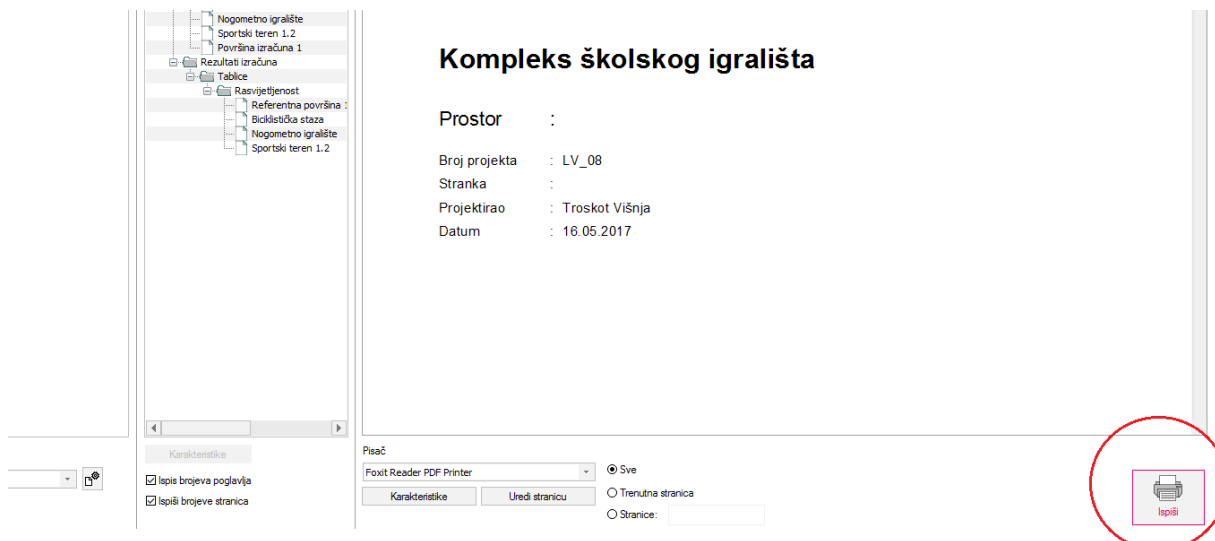 Nogometno igralište
Sportski teren 1.2
Površina izračuna 1
Rezultati izračuna
Tablice
Rasvijetljenost
Referentna površina 1
Biciklistička staza
Nogometno igralište
Sportski teren 1.2
Kompleks školskog igrališta
Prostor :
Broj projekta : LV_08
Stranka :
Projektirao : Troskot Višnja
Datum : 16.05.2017
Karakteristike
Ispis brojeva poglavlja
Ispiši brojeve stranica
Pisač
Foxit Reader PDF Printer
Karakteristike Uredi stranicu
Sve
Trenutna stranica
Stranice:
Ispiši